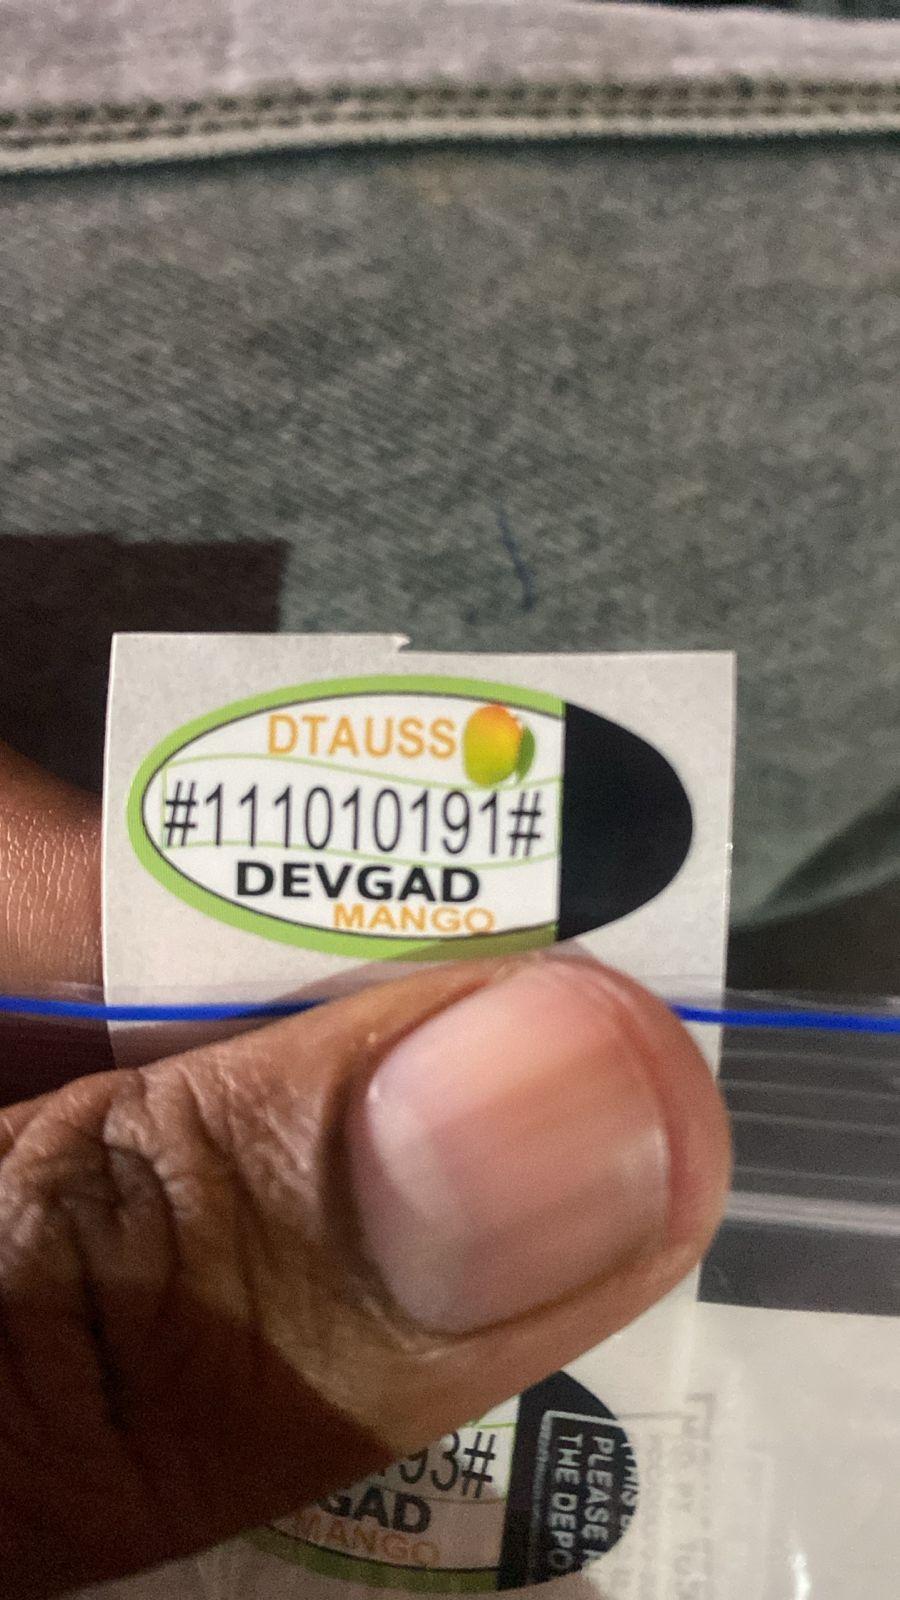 DTAUSS
#111010191#
DEVGAD
MANGO
93#
GAD
MANGO
PLEASE
THE DEPO